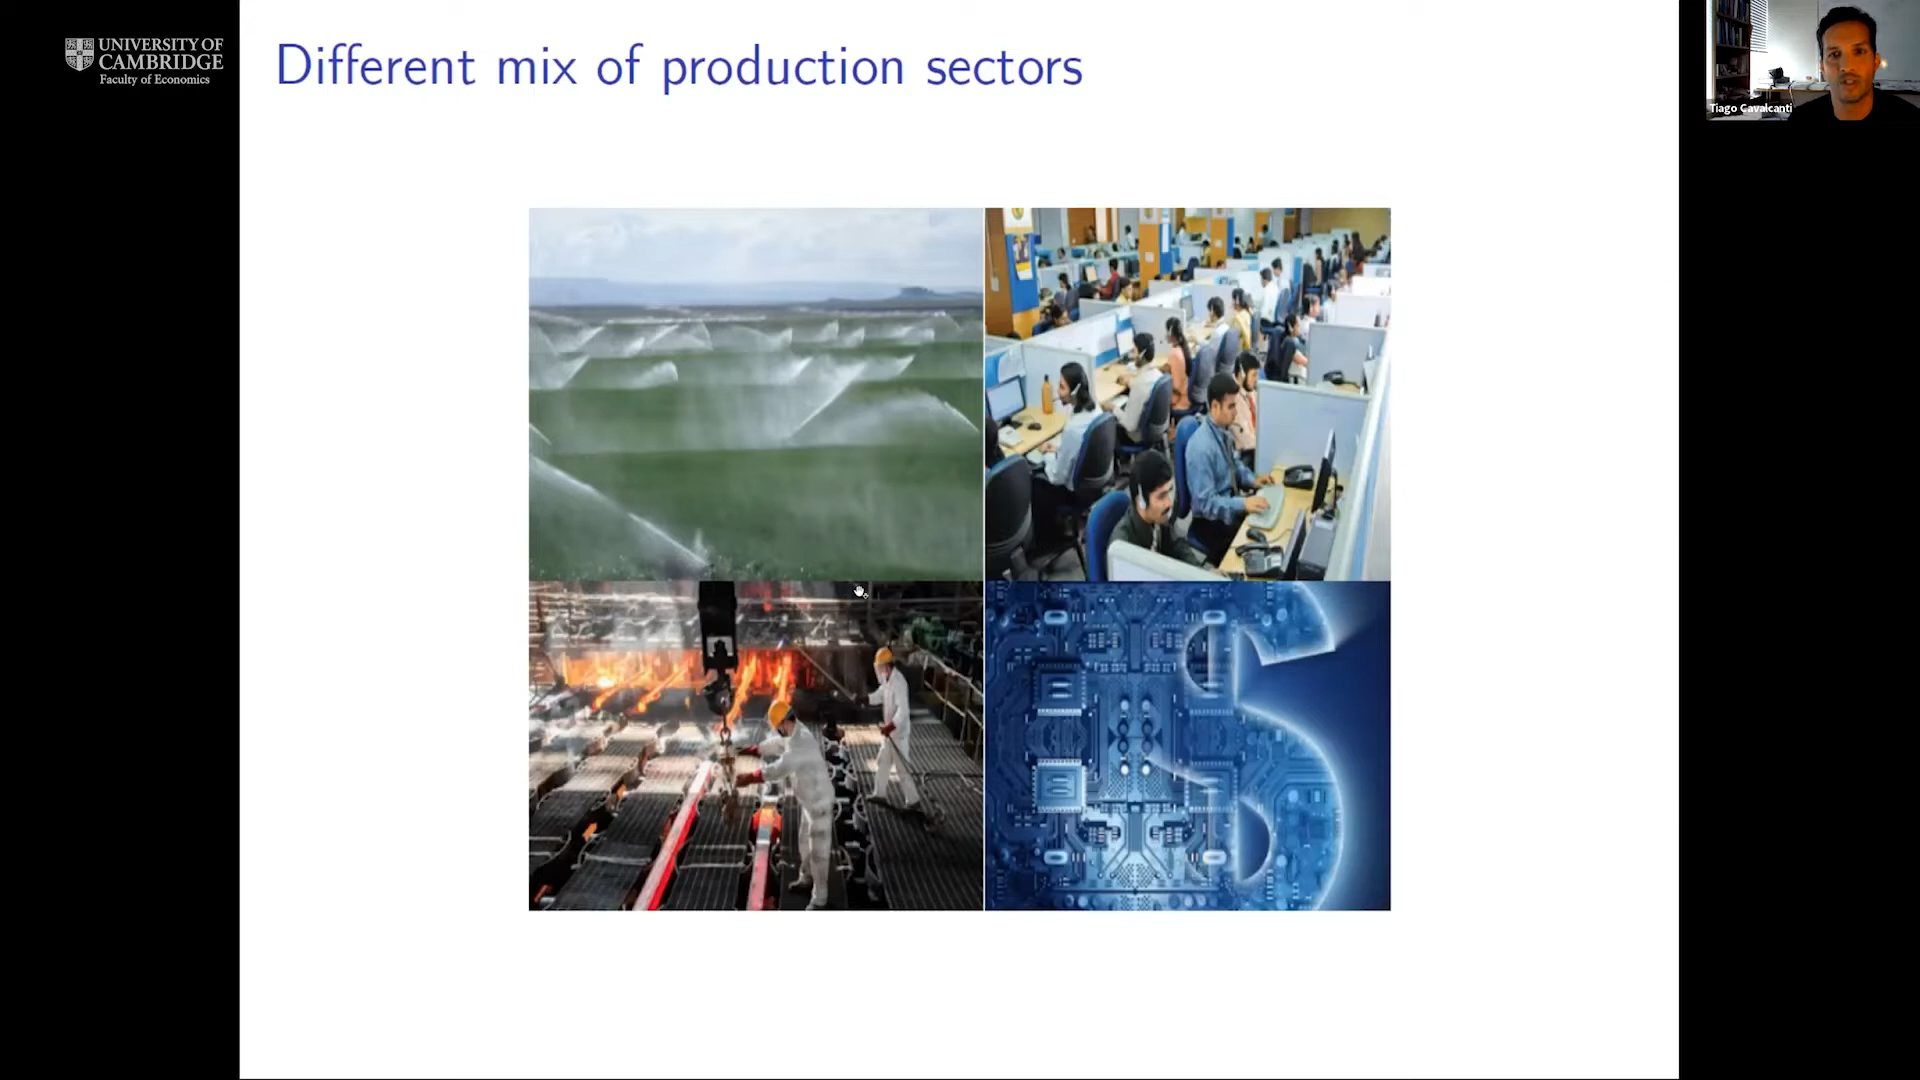 UNIVERSITY OF
CAMBRIDGE
Faculty of Economics
Different mix of production sectors
Tiago Cavalcanti